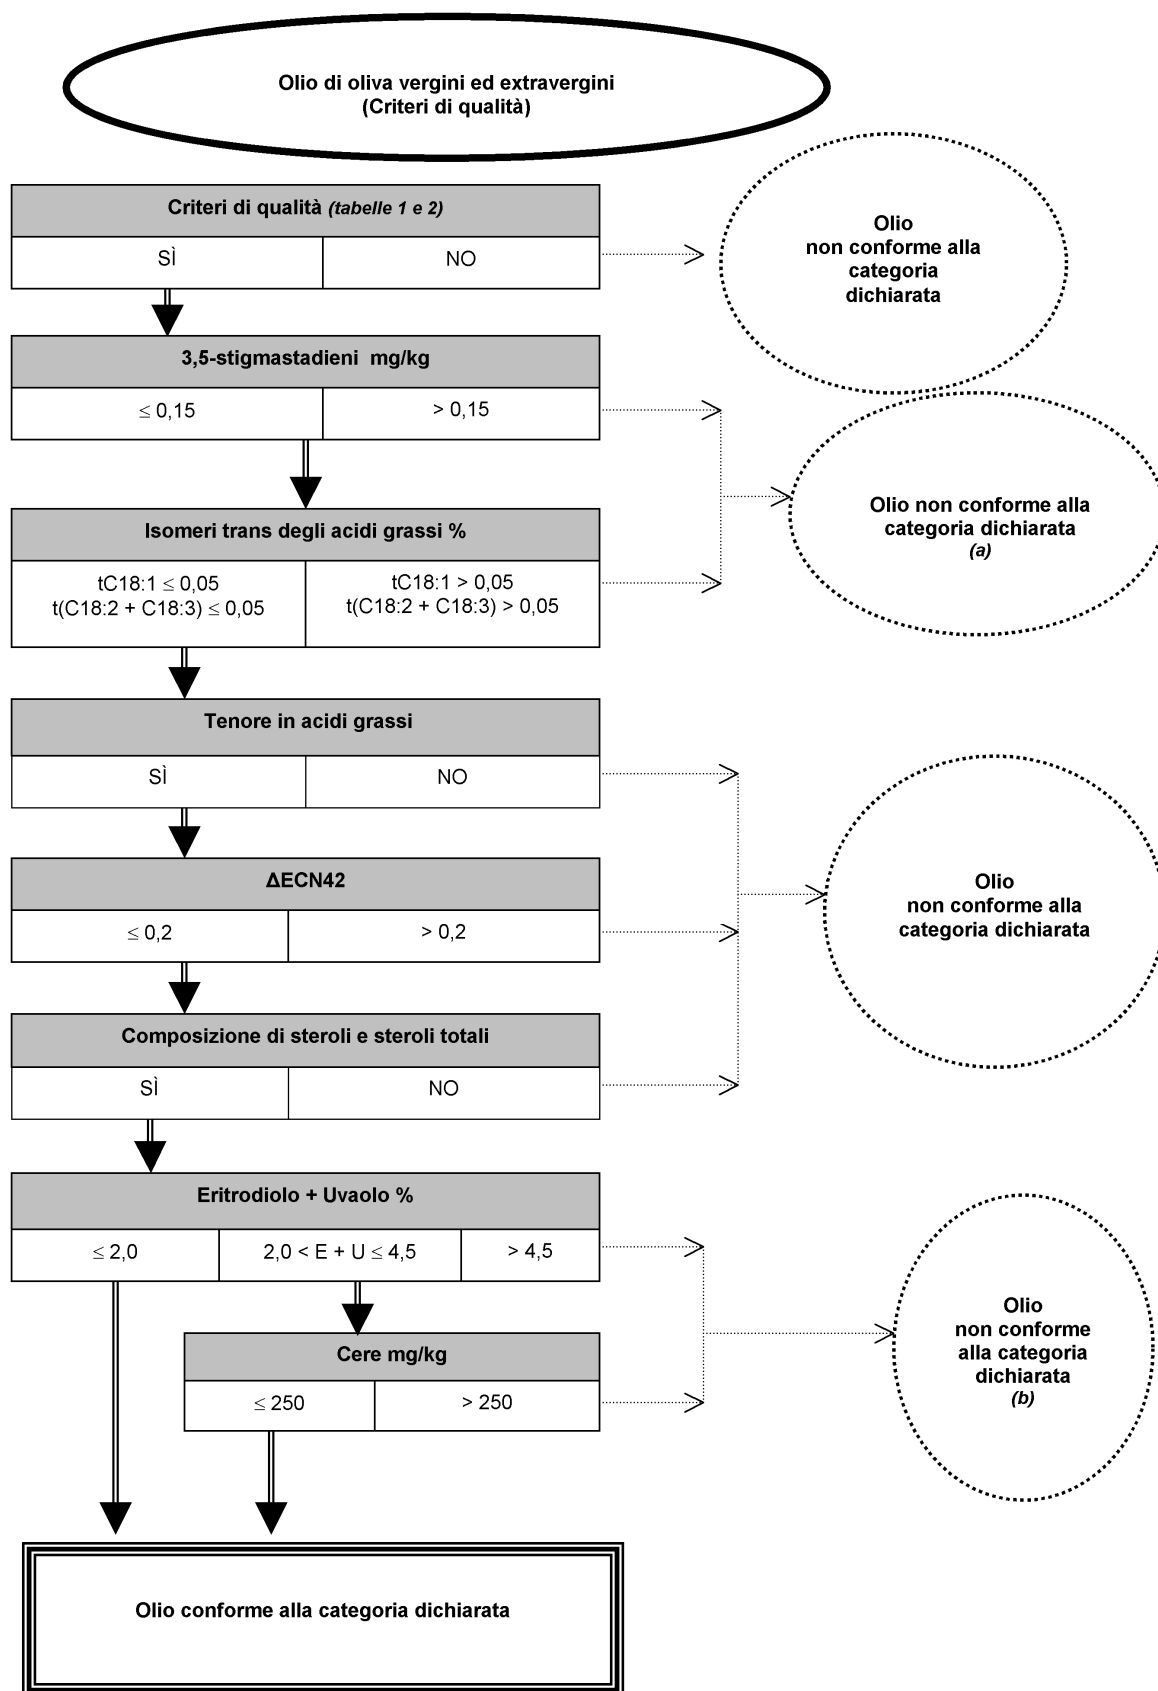 Olio di oliva vergini ed extravergini
(Criteri di qualità)
Criteri di qualità (tabelle 1 e 2)
SÌ
NO
Olio
non conforme alla
categoria
dichiarata
3,5-stigmastadieni mg/kg
≤ 0,15
> 0,15
Olio non conforme alla
categoria dichiarata
(a)
Isomeri trans degli acidi grassi %
tC18:1 ≤ 0,05
t(C18:2 + C18:3) ≤ 0,05
tC18:1 > 0,05
t(C18:2 + C18:3) > 0,05
Tenore in acidi grassi
SÌ
NO
ΔECN42
≤ 0,2
> 0,2
Olio
non conforme alla
categoria dichiarata
Composizione di steroli e steroli totali
SÌ
NO
Eritrodiolo + Uvaolo %
≤ 2,0
2,0 < E + U ≤ 4,5
> 4,5
Cere mg/kg
≤ 250
> 250
Olio
non conforme
alla categoria
dichiarata
(b)
Olio conforme alla categoria dichiarata